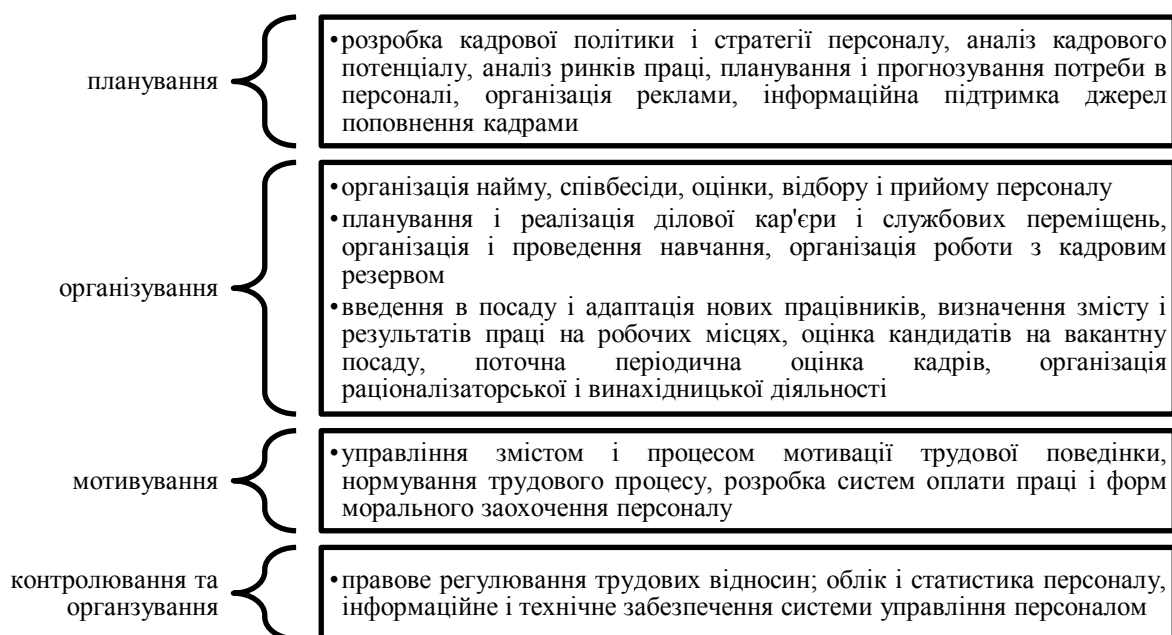 планування
•розробка кадрової політики і стратегії персоналу, аналіз кадрового
потенціалу, аналіз ринків праці, планування і прогнозування потреби в
персоналі, організація реклами, інформаційна підтримка джерел
поповнення кадрами
організування
•організація найму, співбесіди, оцінки, відбору і прийому персоналу
•планування і реалізація ділової кар'єри і службових переміщень,
організація і проведення навчання, організація роботи з кадровим
резервом
•введення в посаду і адаптація нових працівників, визначення змісту і
результатів праці на робочих місцях, оцінка кандидатів на вакантну
посаду, поточна періодична оцінка кадрів, організація
раціоналізаторської і винахідницької діяльності
мотивування
•управління змістом і процесом мотивації трудової поведінки,
нормування трудового процесу, розробка систем оплати праці і форм
морального заохочення персоналу
контролювання та
органзування
•правове регулювання трудових відносин; облік і статистика персоналу,
інформаційне і технічне забезпечення системи управління персоналом